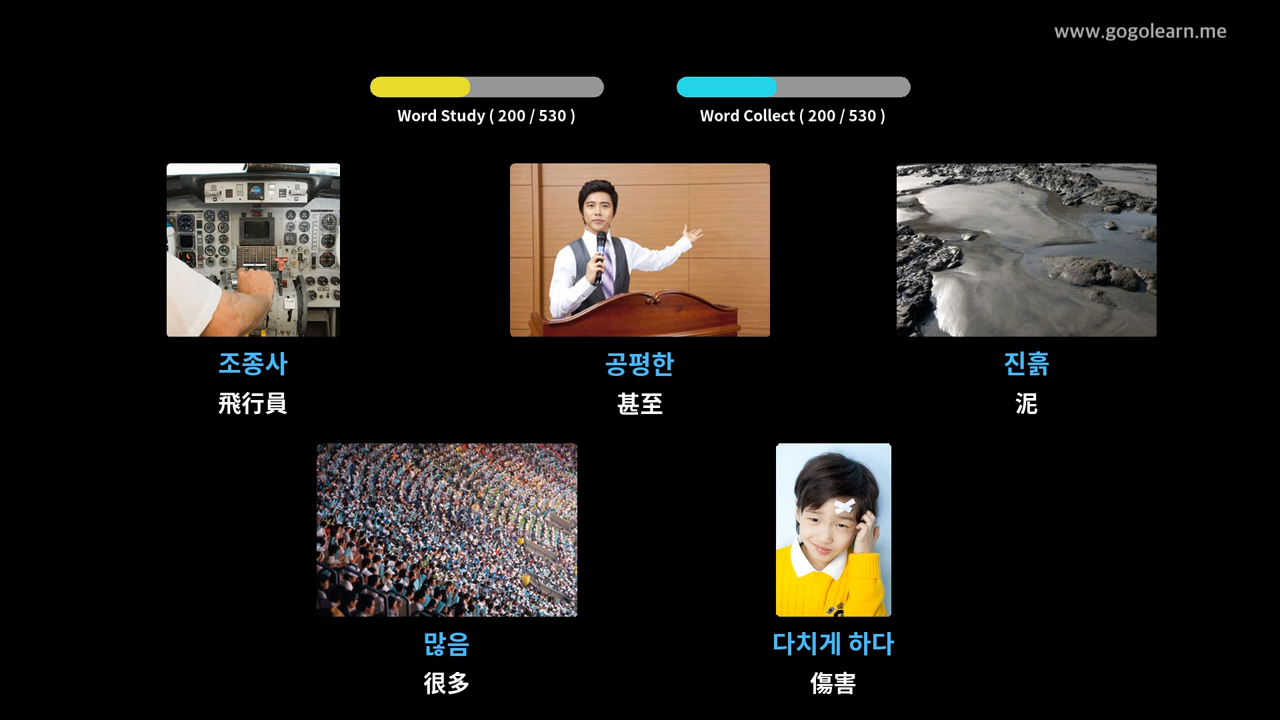 www.gogolearn.me
Word Study ( 200 / 530 )
Word Collect ( 200 / 530 )
조종사
飛行員
공평한
甚至
진흙
泥
많음
很多
다치게 하다
傷害